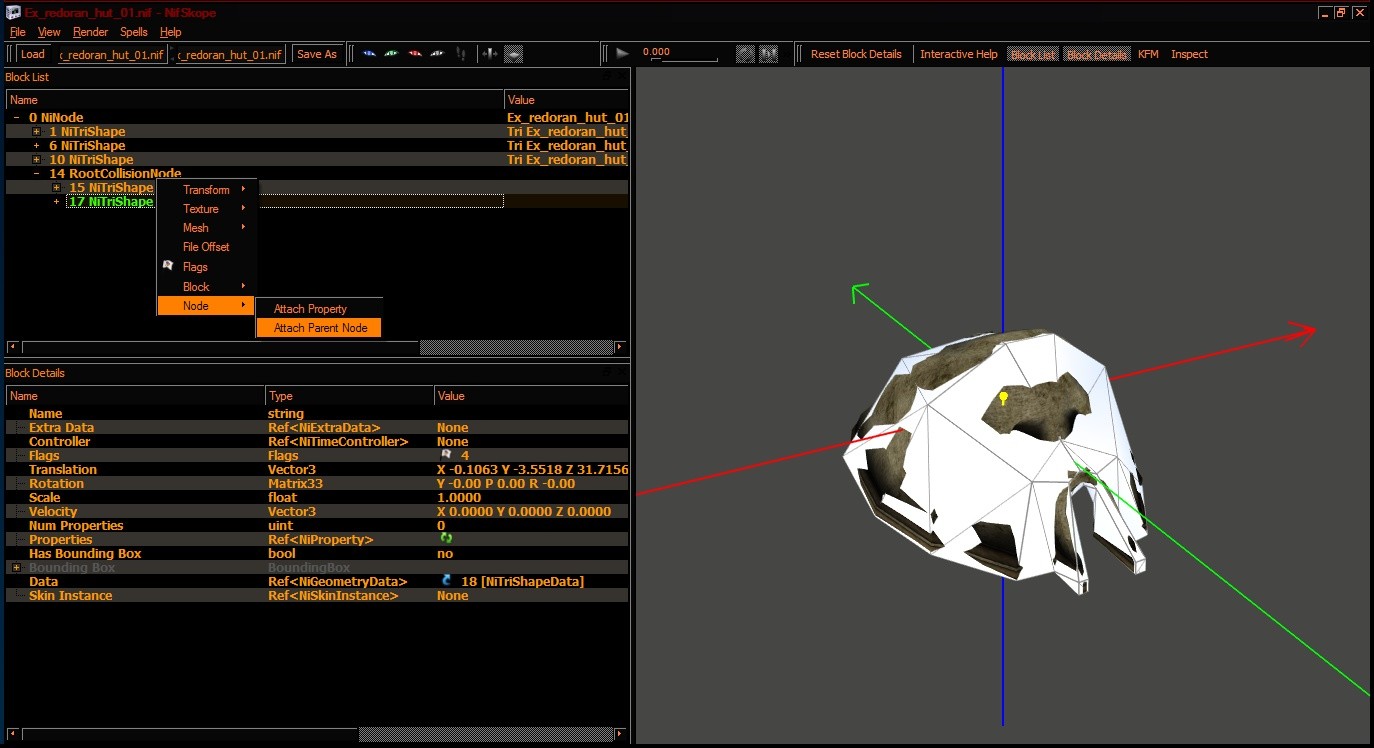 Ex_redoran_hut_01.nif - NifSkope
File View Render Spells Help
Load :_redoran_hut_01.nif :_redoran_hut_01.nif Save As 0.000 Reset Block Details Interactive Help Block List Block Details KFM Inspect
Block List
Name Value
0 NiNode Ex_redoran_hut_01
1 NiTriShape Tri Ex_redoran_hut_
6 NiTriShape Tri Ex_redoran_hut_
10 NiTriShape Tri Ex_redoran_hut_
14 RootCollisionNode
15 NiTriShape
17 NiTriShape
Transform
Texture
Mesh
File Offset
Flags
Block
Node
Attach Property
Attach Parent Node
Block Details
Name Type Value
Name string
Extra Data Ref<NiExtraData> None
Controller Ref<NiTimeController> None
Flags Flags 4
Translation Vector3 X -0.1063 Y -3.5518 Z 31.7156
Rotation Matrix33 Y -0.00 P 0.00 R -0.00
Scale float 1.0000
Velocity Vector3 X 0.0000 Y 0.0000 Z 0.0000
Num Properties uint 0
Properties Ref<NiProperty>
Has Bounding Box bool no
Bounding Box BoundingBox
Data Ref<NiGeometryData> 18 [NiTriShapeData]
Skin Instance Ref<NiSkinInstance> None